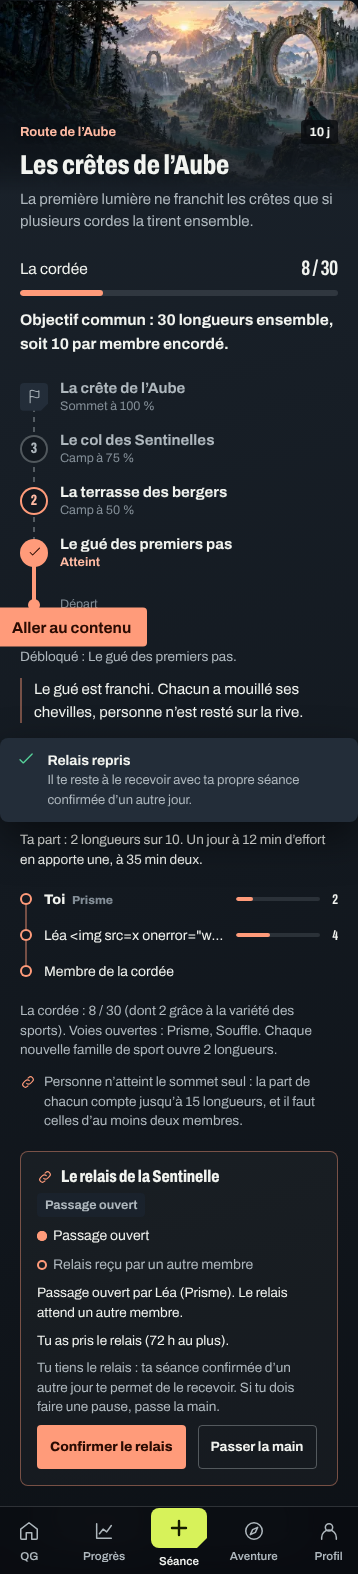 Route de l’Aube
10 j
Les crêtes de l’Aube
La première lumière ne franchit les crêtes que si
plusieurs cordes la tirent ensemble.
La cordée
8 / 30
Objectif commun : 30 longueurs ensemble,
soit 10 par membre encordé.
La crête de l’Aube
Sommet à 100 %
3
Le col des Sentinelles
Camp à 75 %
2
La terrasse des bergers
Camp à 50 %
Le gué des premiers pas
Atteint
Départ
Aller au contenu
Débloqué : Le gué des premiers pas.
Le gué est franchi. Chacun a mouillé ses
chevilles, personne n’est resté sur la rive.
Relais repris
Il te reste à le recevoir avec ta propre séance
confirmée d’un autre jour.
Ta part : 2 longueurs sur 10. Un jour à 12 min d’effort
en apporte une, à 35 min deux.
Toi Prisme 2
Léa <img src=x onerror="w... 4
Membre de la cordée
La cordée : 8 / 30 (dont 2 grâce à la variété des
sports). Voies ouvertes : Prisme, Souffle. Chaque
nouvelle famille de sport ouvre 2 longueurs.
Personne n’atteint le sommet seul : la part de
chacun compte jusqu’à 15 longueurs, et il faut
celles d’au moins deux membres.
Le relais de la Sentinelle
Passage ouvert
Passage ouvert
Relais reçu par un autre membre
Passage ouvert par Léa (Prisme). Le relais
attend un autre membre.
Tu as pris le relais (72 h au plus).
Tu tiens le relais : ta séance confirmée d’un
autre jour te permet de le recevoir. Si tu dois
faire une pause, passe la main.
Confirmer le relais
Passer la main
QG
Progrès
Séance
Aventure
Profil